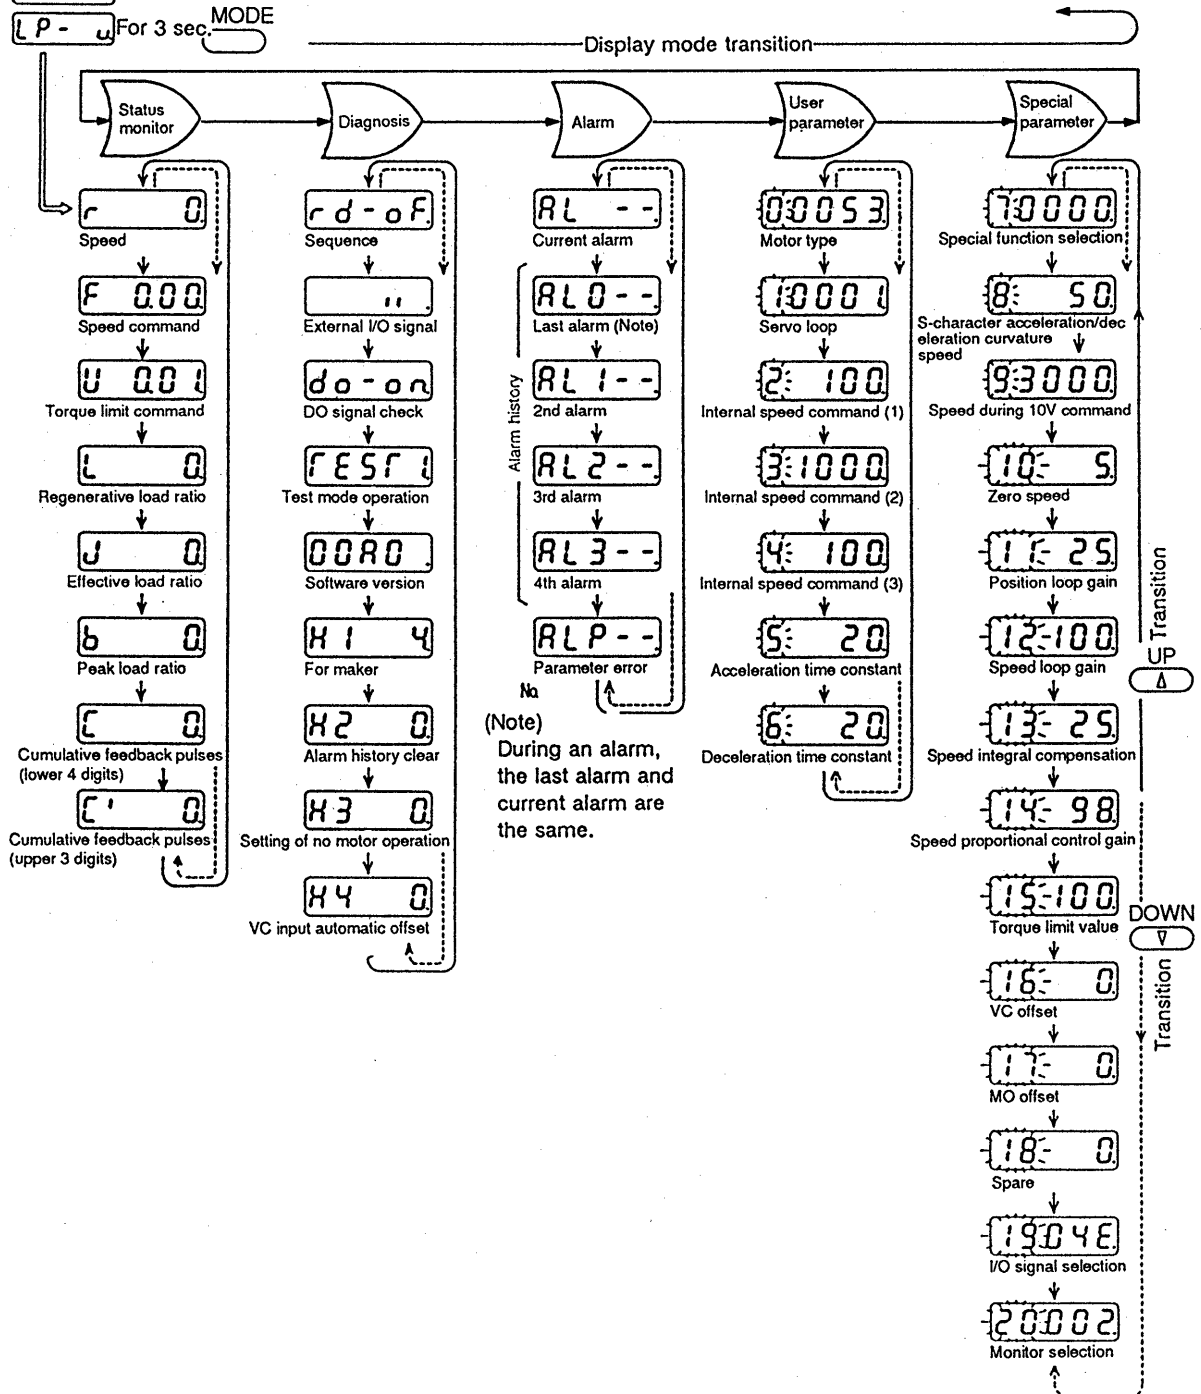 LP- u For 3 sec. MODE
Display mode transition
Status
monitor
Diagnosis
Alarm
User
parameter
Special
parameter
r 0.
Speed
F 0.00.
Speed command
U 0.01.
Torque limit command
L 0.
Regenerative load ratio
J 0.
Effective load ratio
b 0.
Peak load ratio
C 0.
Cumulative feedback pulses
(lower 4 digits)
C' 0.
Cumulative feedback pulses
(upper 3 digits)
rd-oF.
Sequence
External I/O signal
do-on
DO signal check
TEST1.
Test mode operation
00A0.
Software version
H1 4.
For maker
H2 0.
Alarm history clear
H3 0.
Setting of no motor operation
H4 0.
VC input automatic offset
Alarm history
AL --.
Current alarm
AL0--.
Last alarm (Note)
AL1--.
2nd alarm
AL2--.
3rd alarm
AL3--.
4th alarm
ALP--.
Parameter error
No.
(Note)
During an alarm,
the last alarm and
current alarm are
the same.
0:0053.
Motor type
1:0001.
Servo loop
2: 100.
Internal speed command (1)
3:1000.
Internal speed command (2)
4: 100.
Internal speed command (3)
5: 20.
Acceleration time constant
6: 20.
Deceleration time constant
7:0000.
Special function selection
8: 50.
S-character acceleration/dec
eleration curvature
speed
9:3000.
Speed during 10V command
10- 5.
Zero speed
11- 25.
Position loop gain
12-100.
Speed loop gain
13- 25.
Speed integral compensation
14- 98.
Speed proportional control gain
15-100.
Torque limit value
16- 0.
VC offset
17- 0.
MO offset
18- 0.
Spare
19:04E.
I/O signal selection
20:002.
Monitor selection
Transition
UP
DOWN
Transition